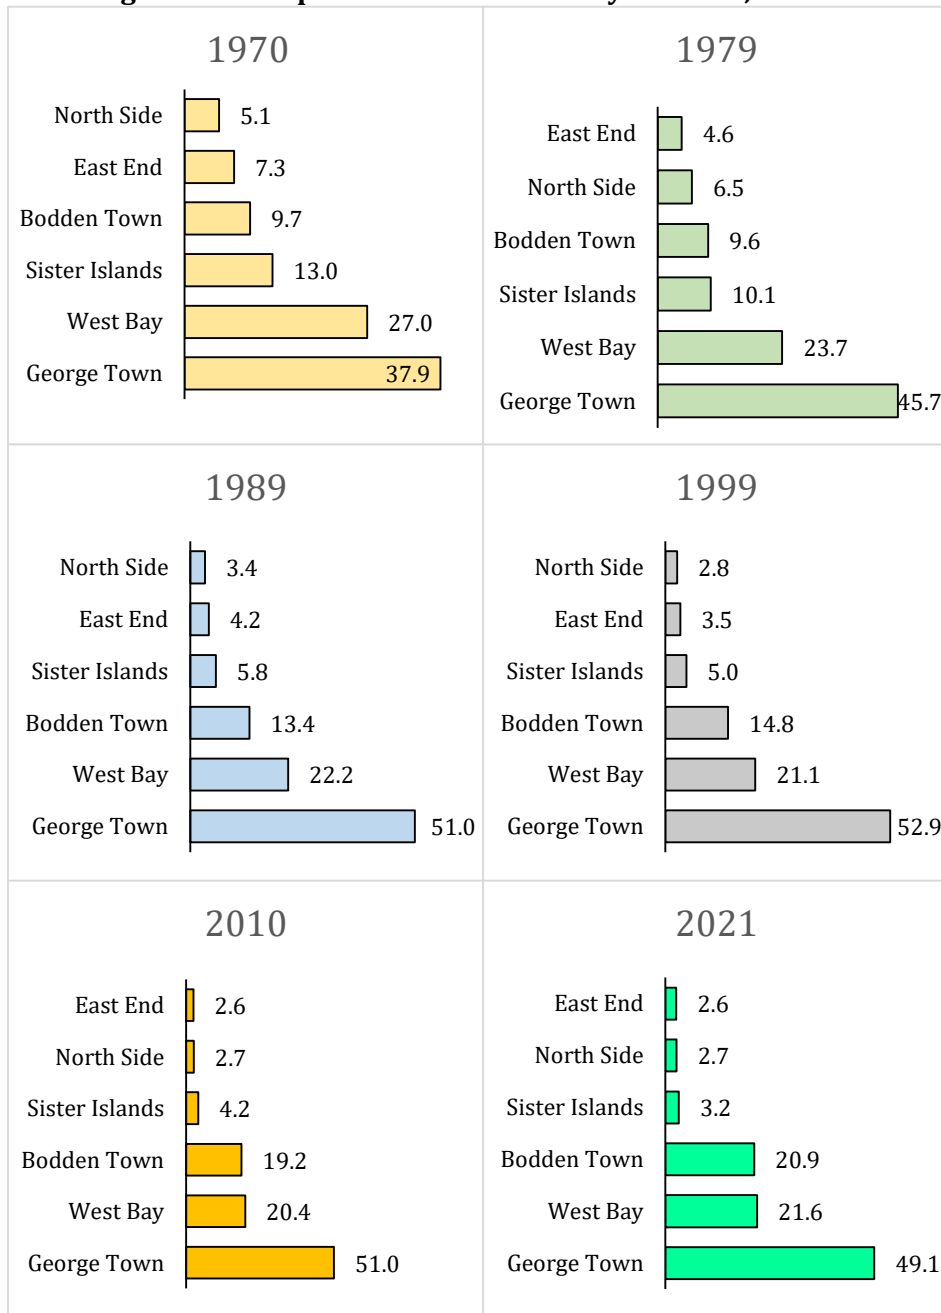 1970
North Side 5.1
East End 7.3
Bodden Town 9.7
Sister Islands 13.0
West Bay 27.0
George Town 37.9
1979
East End 4.6
North Side 6.5
Bodden Town 9.6
Sister Islands 10.1
West Bay 23.7
George Town 45.7
1989
North Side 3.4
East End 4.2
Sister Islands 5.8
Bodden Town 13.4
West Bay 22.2
George Town 51.0
1999
North Side 2.8
East End 3.5
Sister Islands 5.0
Bodden Town 14.8
West Bay 21.1
George Town 52.9
2010
East End 2.6
North Side 2.7
Sister Islands 4.2
Bodden Town 19.2
West Bay 20.4
George Town 51.0
2021
East End 2.6
North Side 2.7
Sister Islands 3.2
Bodden Town 20.9
West Bay 21.6
George Town 49.1